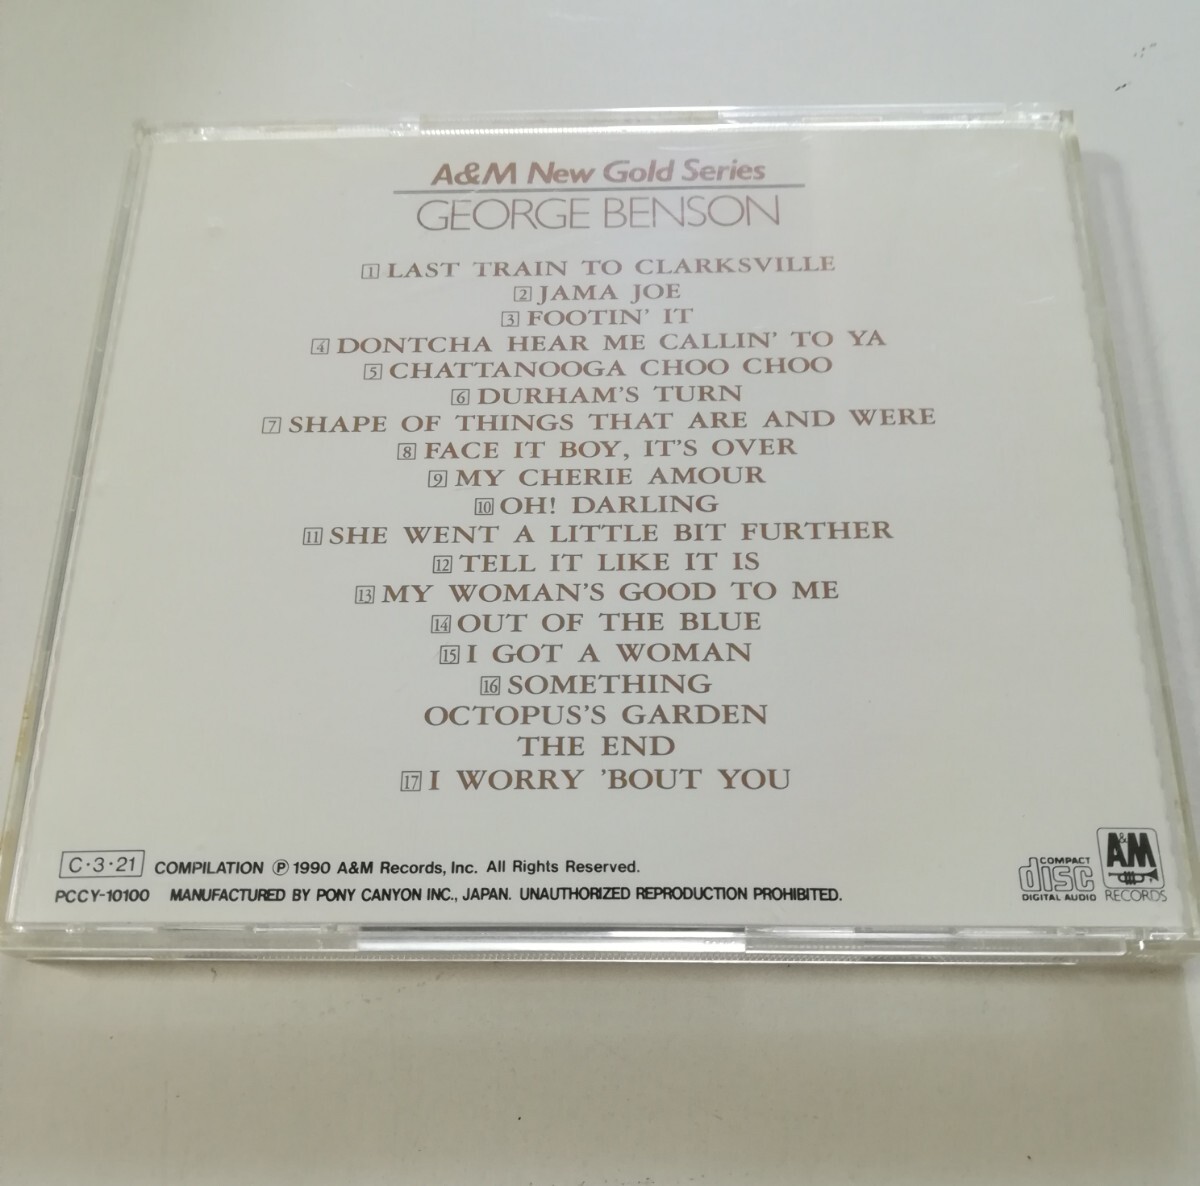 A&M New Gold Series
GEORGE BENSON
1 LAST TRAIN TO CLARKSVILLE
2 JAMA JOE
3 FOOTIN' IT
4 DONTCHA HEAR ME CALLIN' TO YA
5 CHATTANOOGA CHOO CHOO
6 DURHAM'S TURN
7 SHAPE OF THINGS THAT ARE AND WERE
8 FACE IT BOY, IT'S OVER
9 MY CHERIE AMOUR
10 OH! DARLING
11 SHE WENT A LITTLE BIT FURTHER
12 TELL IT LIKE IT IS
13 MY WOMAN'S GOOD TO ME
14 OUT OF THE BLUE
15 I GOT A WOMAN
16 SOMETHING
OCTOPUS'S GARDEN
THE END
17 I WORRY 'BOUT YOU
C・3・21 COMPILATION Ⓟ 1990 A&M Records, Inc. All Rights Reserved.
PCCY-10100 MANUFACTURED BY PONY CANYON INC., JAPAN. UNAUTHORIZED REPRODUCTION PROHIBITED.
COMPACT
disc
DIGITAL AUDIO
A&M
RECORDS